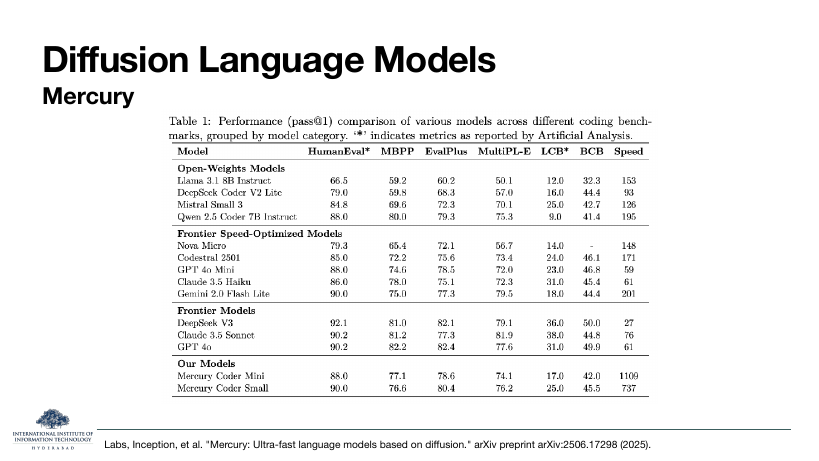 Diffusion Language Models
Mercury
Table 1: Performance (pass@1) comparison of various models across different coding bench-
marks, grouped by model category. '*' indicates metrics as reported by Artificial Analysis.
Model HumanEval* MBPP EvalPlus MultiPL-E LCB* BCB Speed
Open-Weights Models
Llama 3.1 8B Instruct 66.5 59.2 60.2 50.1 12.0 32.3 153
DeepSeek Coder V2 Lite 79.0 59.8 68.3 57.0 16.0 44.4 93
Mistral Small 3 84.8 69.6 72.3 70.1 25.0 42.7 126
Qwen 2.5 Coder 7B Instruct 88.0 80.0 79.3 75.3 9.0 41.4 195
Frontier Speed-Optimized Models
Nova Micro 79.3 65.4 72.1 56.7 14.0 - 148
Codestral 2501 85.0 72.2 75.6 73.4 24.0 46.1 171
GPT 4o Mini 88.0 74.6 78.5 72.0 23.0 46.8 59
Claude 3.5 Haiku 86.0 78.0 75.1 72.3 31.0 45.4 61
Gemini 2.0 Flash Lite 90.0 75.0 77.3 79.5 18.0 44.4 201
Frontier Models
DeepSeek V3 92.1 81.0 82.1 79.1 36.0 50.0 27
Claude 3.5 Sonnet 90.2 81.2 77.3 81.9 38.0 44.8 76
GPT 4o 90.2 82.2 82.4 77.6 31.0 49.9 61
Our Models
Mercury Coder Mini 88.0 77.1 78.6 74.1 17.0 42.0 1109
Mercury Coder Small 90.0 76.6 80.4 76.2 25.0 45.5 737
INTERNATIONAL INSTITUTE OF
INFORMATION TECHNOLOGY
HYDERABAD
Labs, Inception, et al. "Mercury: Ultra-fast language models based on diffusion." arXiv preprint arXiv:2506.17298 (2025).